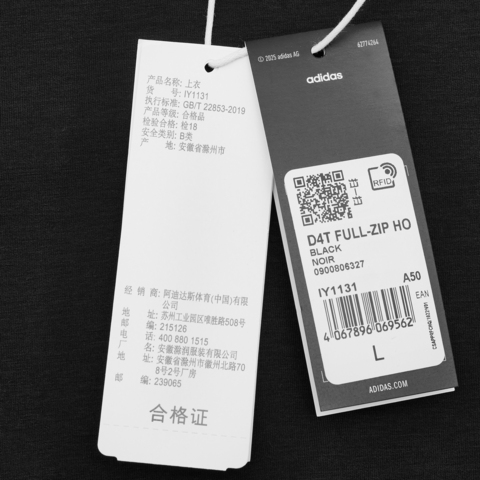 产品名称: 上衣
货 号: IY1131
执行标准: GB/T 22853-2019
产品等级: 合格品
检验合格: 检18
安全类别: B类
产 地: 安徽省滁州市
经 销 商: 阿迪达斯体育(中国)有限
公司
地 址: 苏州工业园区唯胜路508号
邮 编: 215126
电 话: 400 880 1515
厂 名: 安徽滁润服装有限公司
地 址: 安徽省滁州市徽州北路70
8号2号厂房
邮 编: 239065
合格证
© 2025 adidas AG
62774264
adidas
RFID
D4T FULL-ZIP HO
BLACK
NOIR
0900806327
IY1131
A50
EAN
4 067896 069562
L
ADIDAS.COM